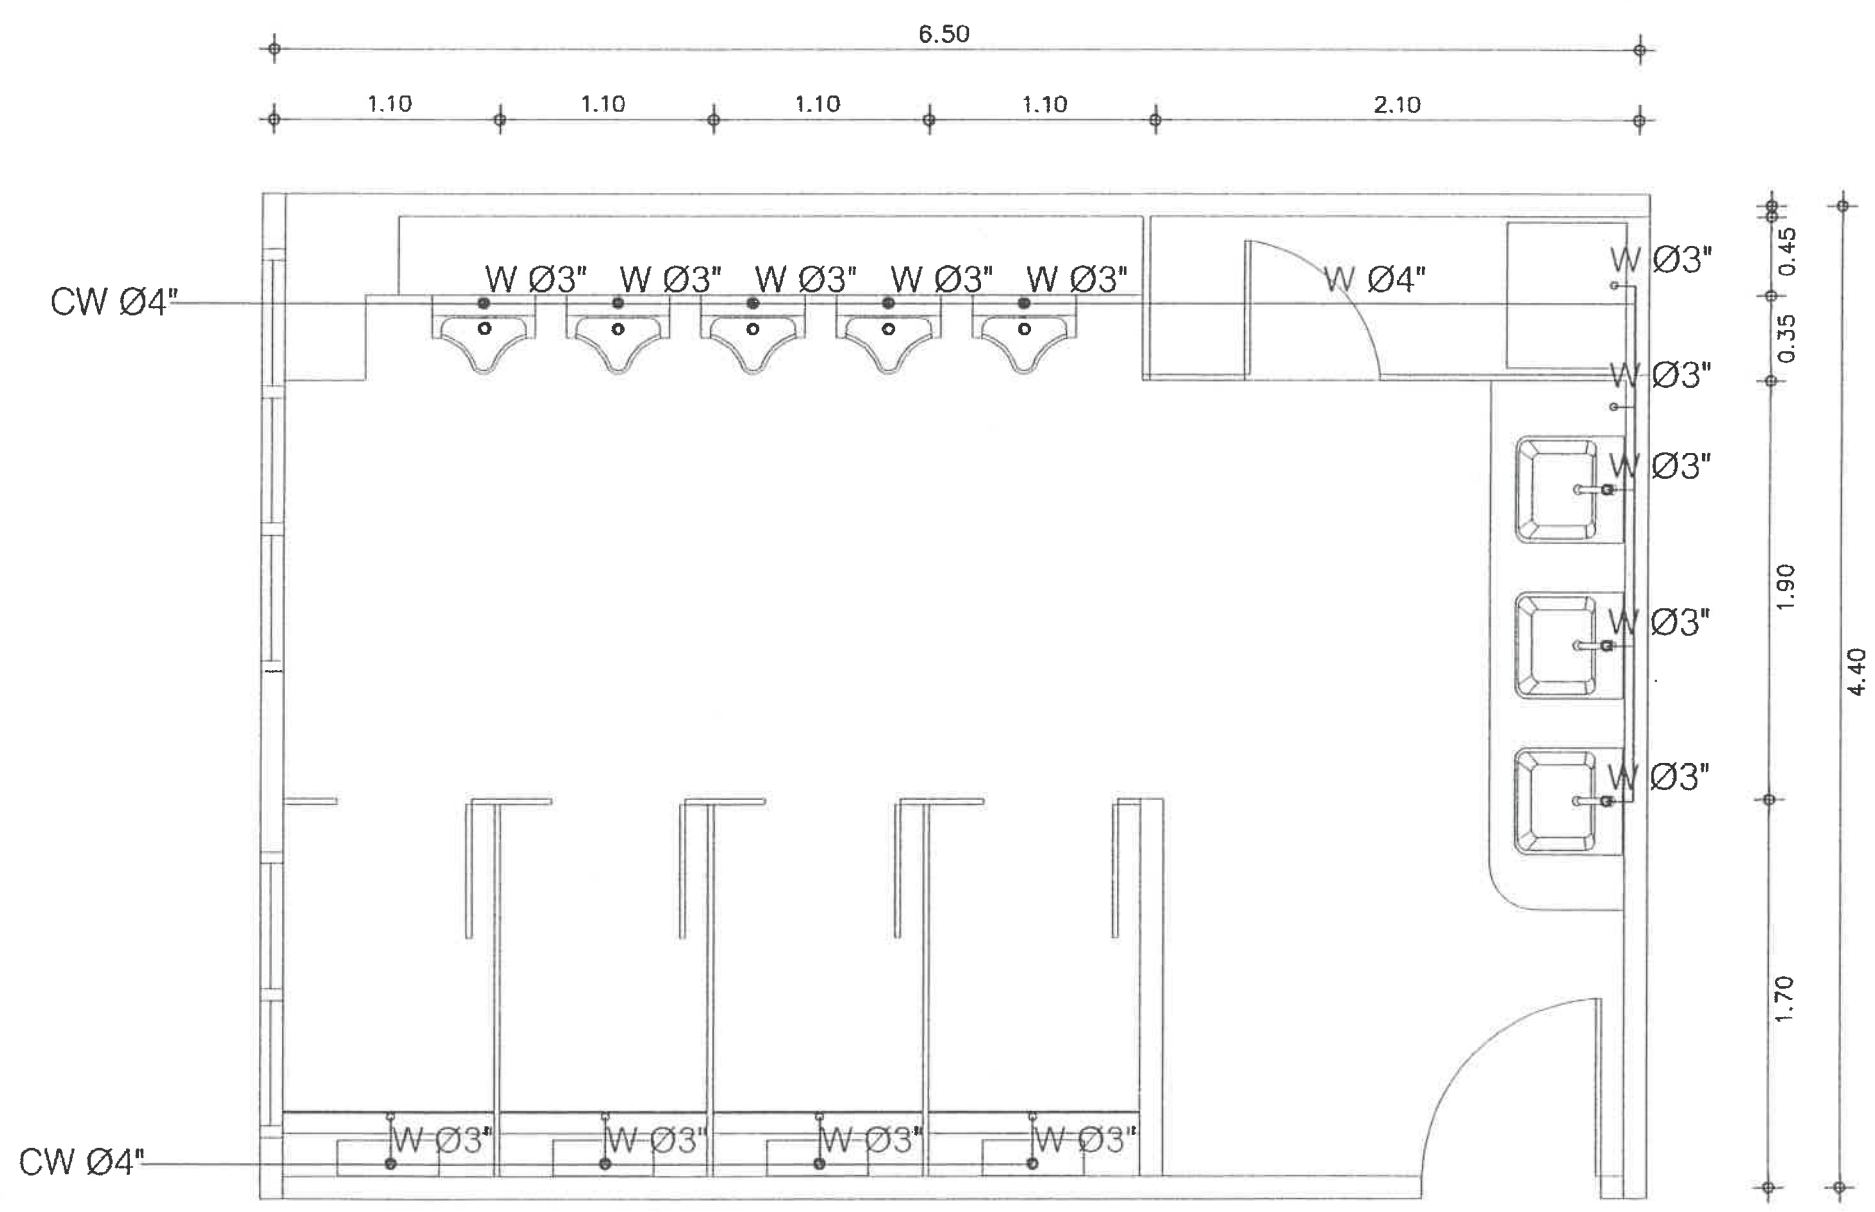 6.50
1.10 1.10 1.10 1.10 2.10
W Ø3"
0.45
CW Ø4" W Ø3" W Ø3" W Ø3" W Ø3" W Ø3" W Ø4"
0.35
W Ø3"
W Ø3"
1.90
W Ø3"
4.40
W Ø3"
1.70
W Ø3" W Ø3" W Ø3" W Ø3"
CW Ø4"